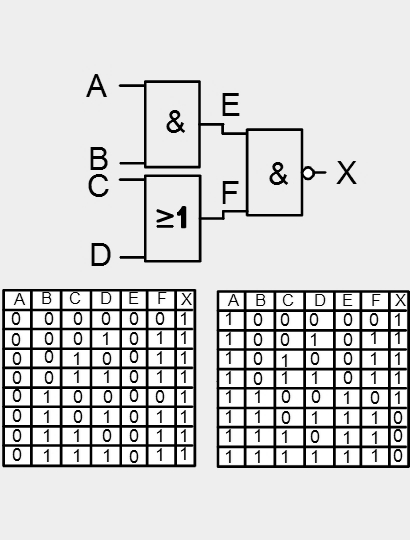 A
&
E
B
C
&
X
F
≥1
D
A B C D E F X
0 0 0 0 0 0 1
0 0 0 1 0 1 1
0 0 1 0 0 1 1
0 0 1 1 0 1 1
0 1 0 0 0 0 1
0 1 0 1 0 1 1
0 1 1 0 0 1 1
0 1 1 1 0 1 1
A B C D E F X
1 0 0 0 0 0 1
1 0 0 1 0 1 1
1 0 1 0 0 1 1
1 0 1 1 0 1 1
1 1 0 0 1 0 1
1 1 0 1 1 1 0
1 1 1 0 1 1 0
1 1 1 1 1 1 0